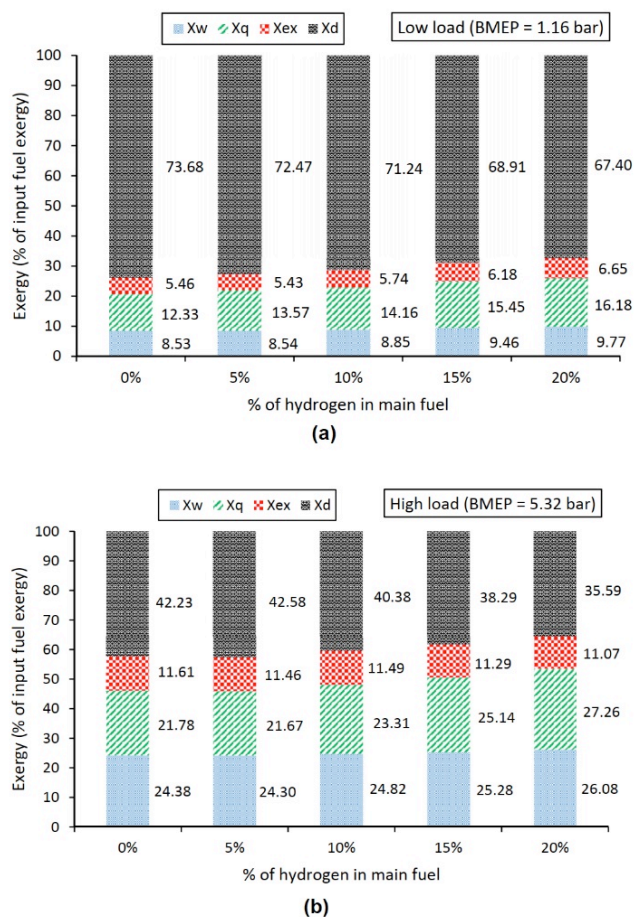 Xw Xq Xex Xd
Low load (BMEP = 1.16 bar)
Exergy (% of input fuel exergy)
100
90
80
70
60
50
40
30
20
10
0
73.68 72.47 71.24 68.91 67.40
5.46 5.43 5.74 6.18 6.65
12.33 13.57 14.16 15.45 16.18
8.53 8.54 8.85 9.46 9.77
0% 5% 10% 15% 20%
% of hydrogen in main fuel
(a)
Xw Xq Xex Xd
High load (BMEP = 5.32 bar)
Exergy (% of input fuel exergy)
100
90
80
70
60
50
40
30
20
10
0
42.23 42.58 40.38 38.29 35.59
11.61 11.46 11.49 11.29 11.07
21.78 21.67 23.31 25.14 27.26
24.38 24.30 24.82 25.28 26.08
0% 5% 10% 15% 20%
% of hydrogen in main fuel
(b)